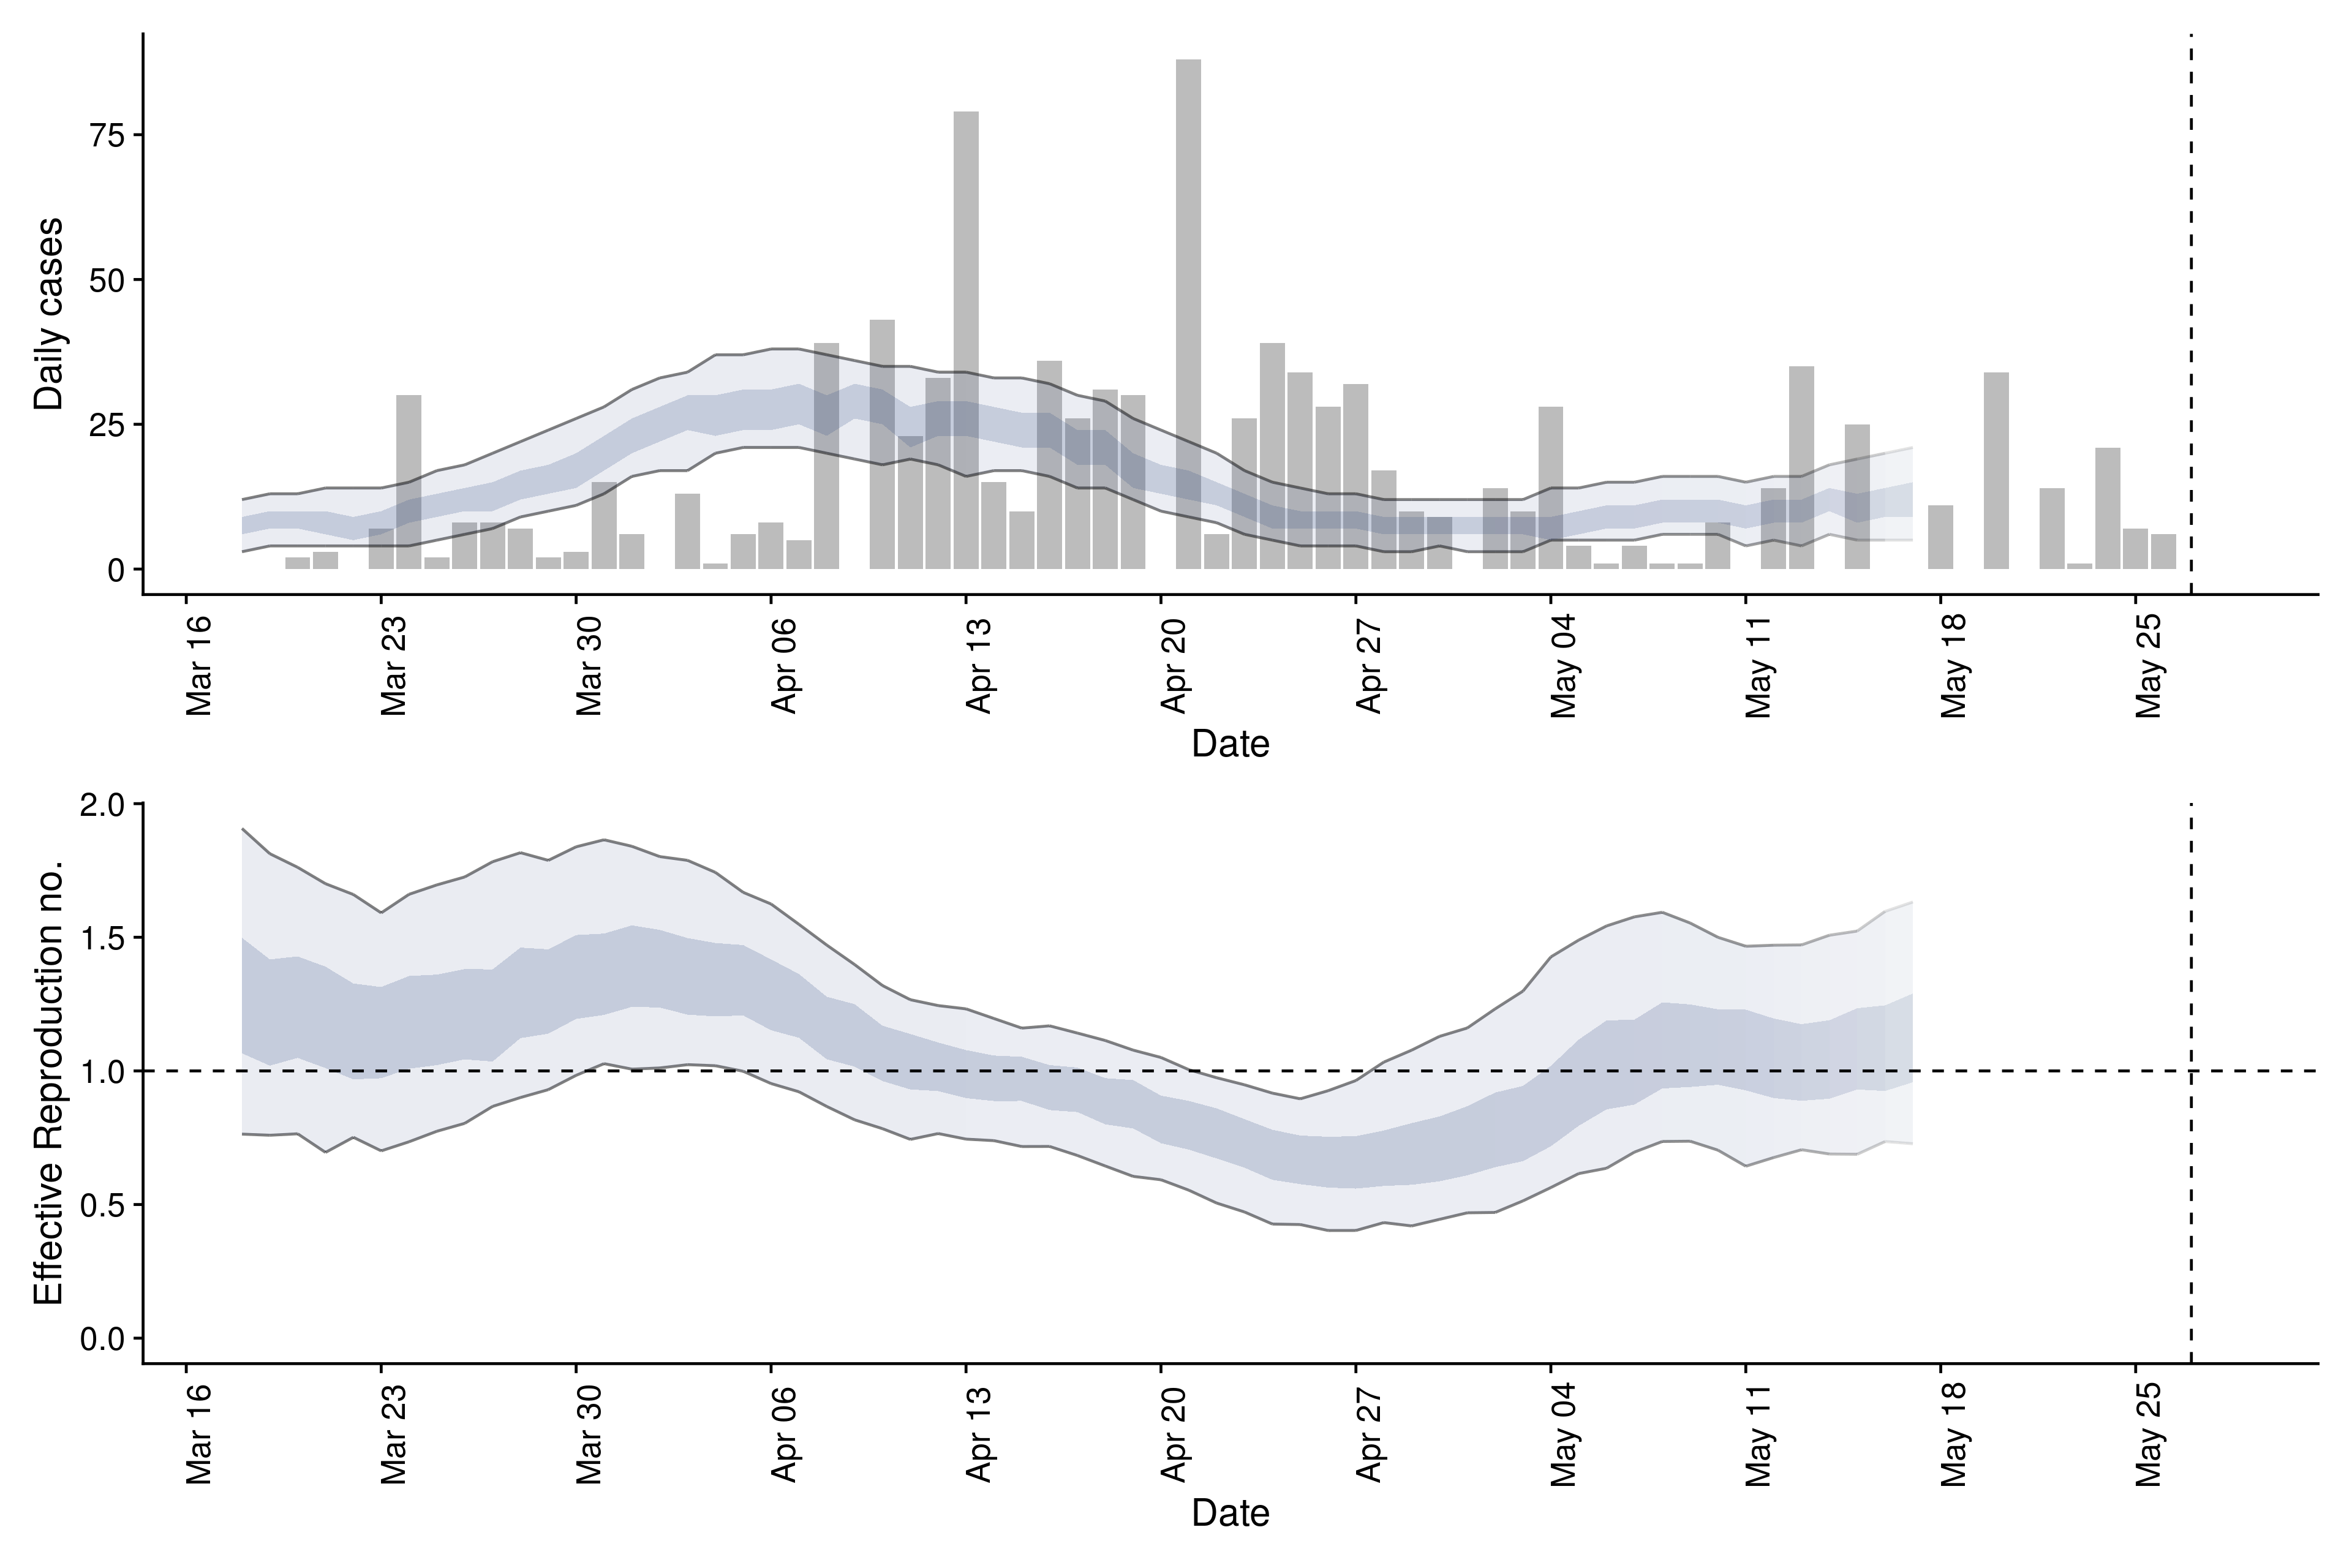 Daily cases
75
50
25
0
Mar 16
Mar 23
Mar 30
Apr 06
Apr 13
Apr 20
Apr 27
May 04
May 11
May 18
May 25
Date
Effective Reproduction no.
2.0
1.5
1.0
0.5
0.0
Mar 16
Mar 23
Mar 30
Apr 06
Apr 13
Apr 20
Apr 27
May 04
May 11
May 18
May 25
Date